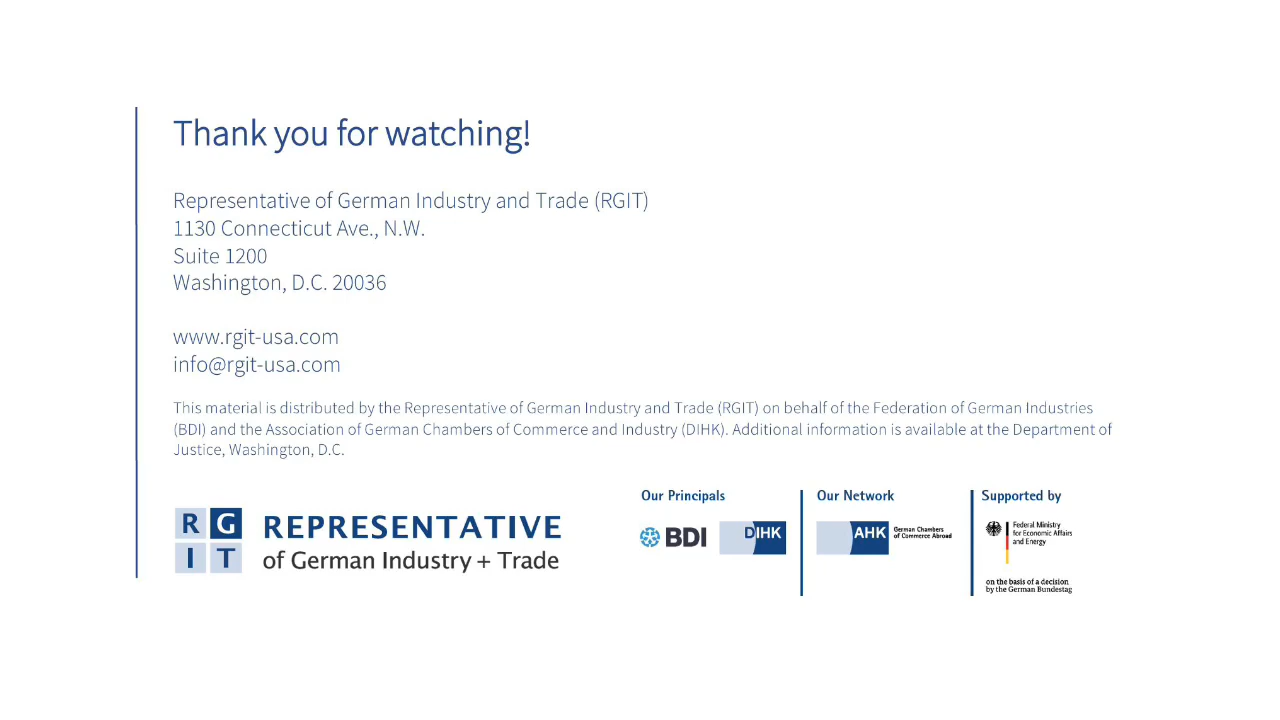 Thank you for watching!
Representative of German Industry and Trade (RGIT)
1130 Connecticut Ave., N.W.
Suite 1200
Washington, D.C. 20036
www.rgit-usa.com
info@rgit-usa.com
This material is distributed by the Representative of German Industry and Trade (RGIT) on behalf of the Federation of German Industries
(BDI) and the Association of German Chambers of Commerce and Industry (DIHK). Additional information is available at the Department of
Justice, Washington, D.C.
R G
I T
REPRESENTATIVE
of German Industry + Trade
Our Principals
BDI
DIHK
Our Network
AHK
German Chambers
of Commerce Abroad
Supported by
Federal Ministry
for Economic Affairs
and Energy
on the basis of a decision
by the German Bundestag